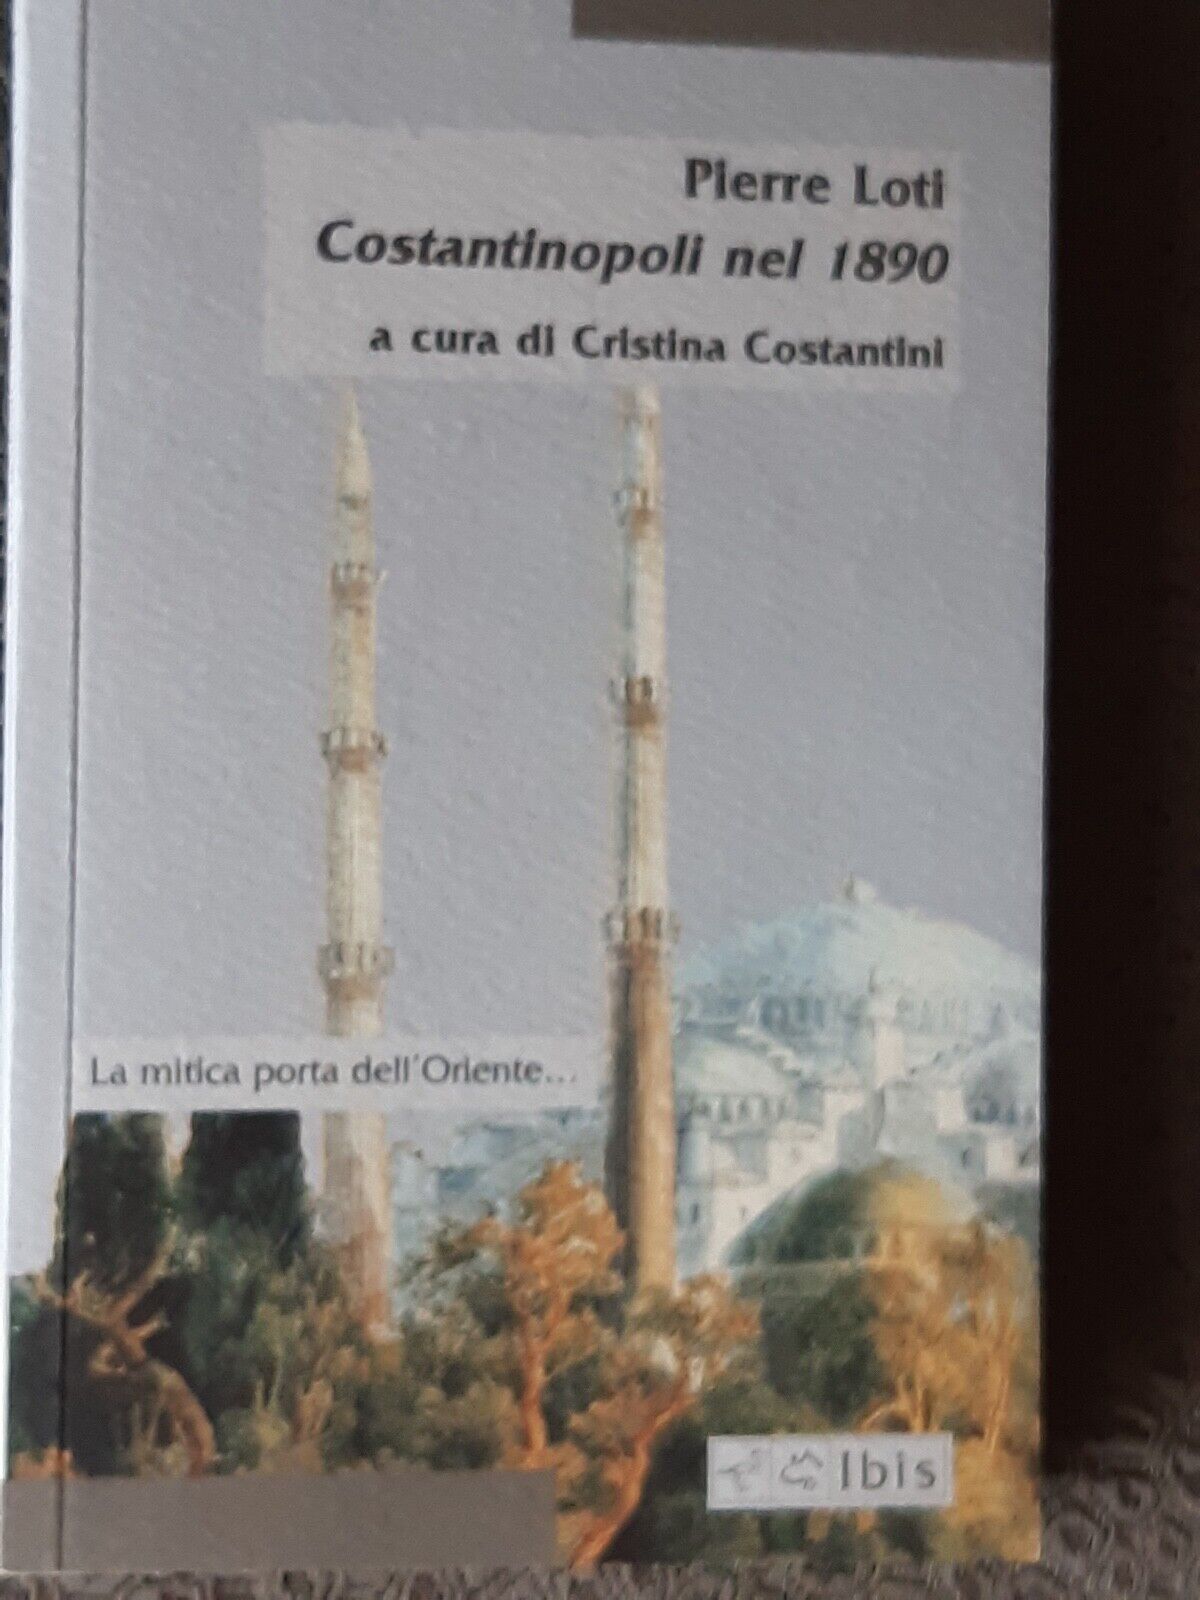 Pierre Loti
Costantinopoli nel 1890
a cura di Cristina Costantini
La mitica porta dell'Oriente...
Ibis